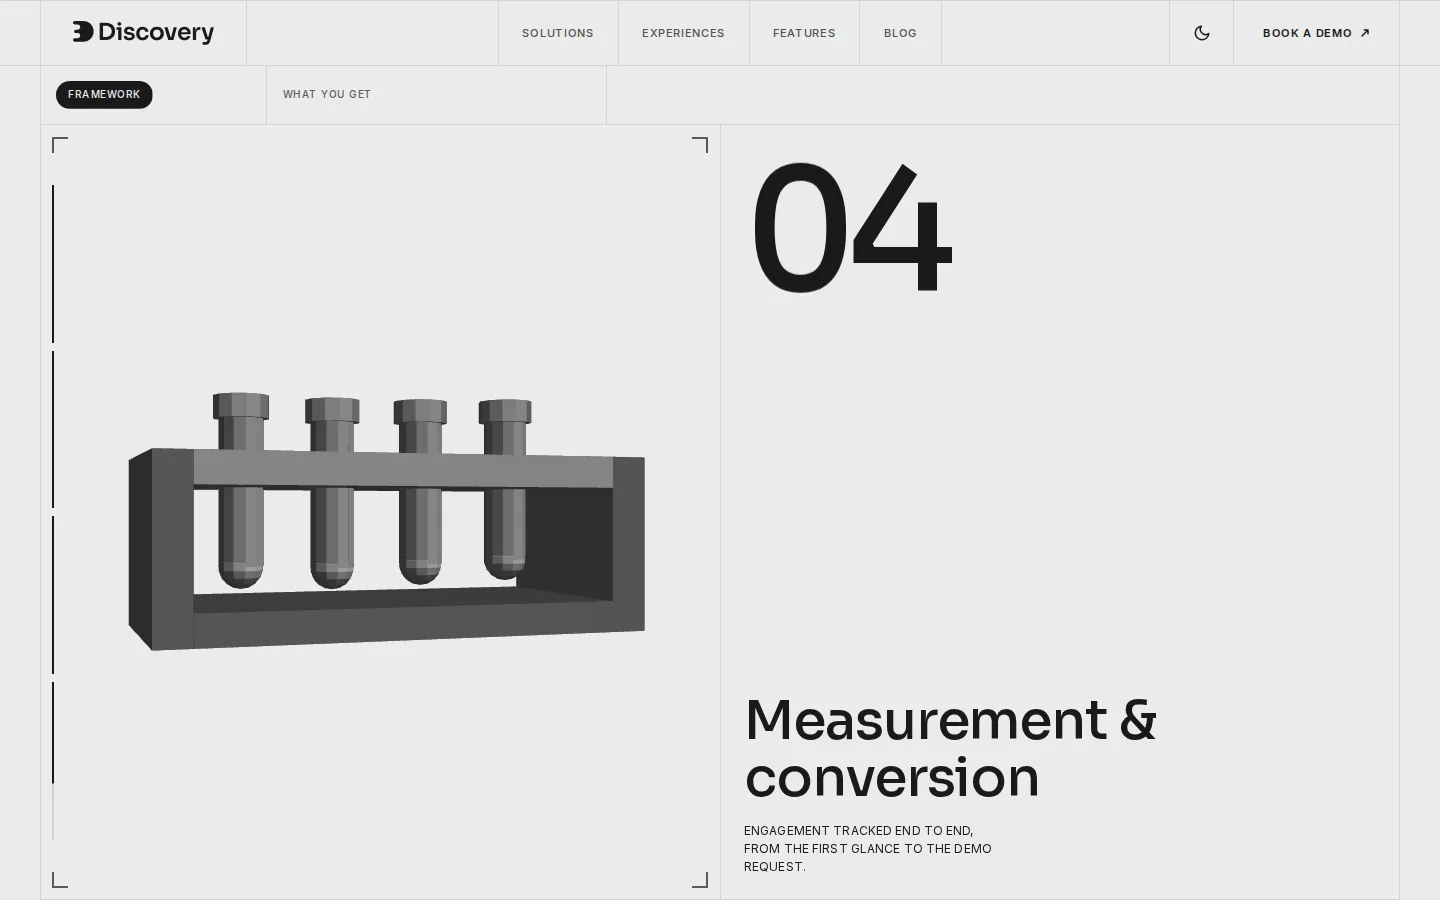 Discovery
SOLUTIONS
EXPERIENCES
FEATURES
BLOG
BOOK A DEMO
FRAMEWORK
WHAT YOU GET
04
Measurement &
conversion
ENGAGEMENT TRACKED END TO END,
FROM THE FIRST GLANCE TO THE DEMO
REQUEST.